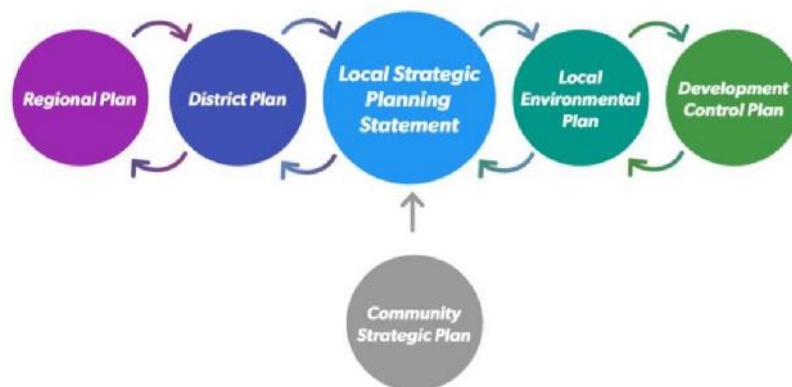 Regional Plan
District Plan
Local Strategic
Planning
Statement
Local
Environmental
Plan
Development
Control Plan
Community
Strategic Plan